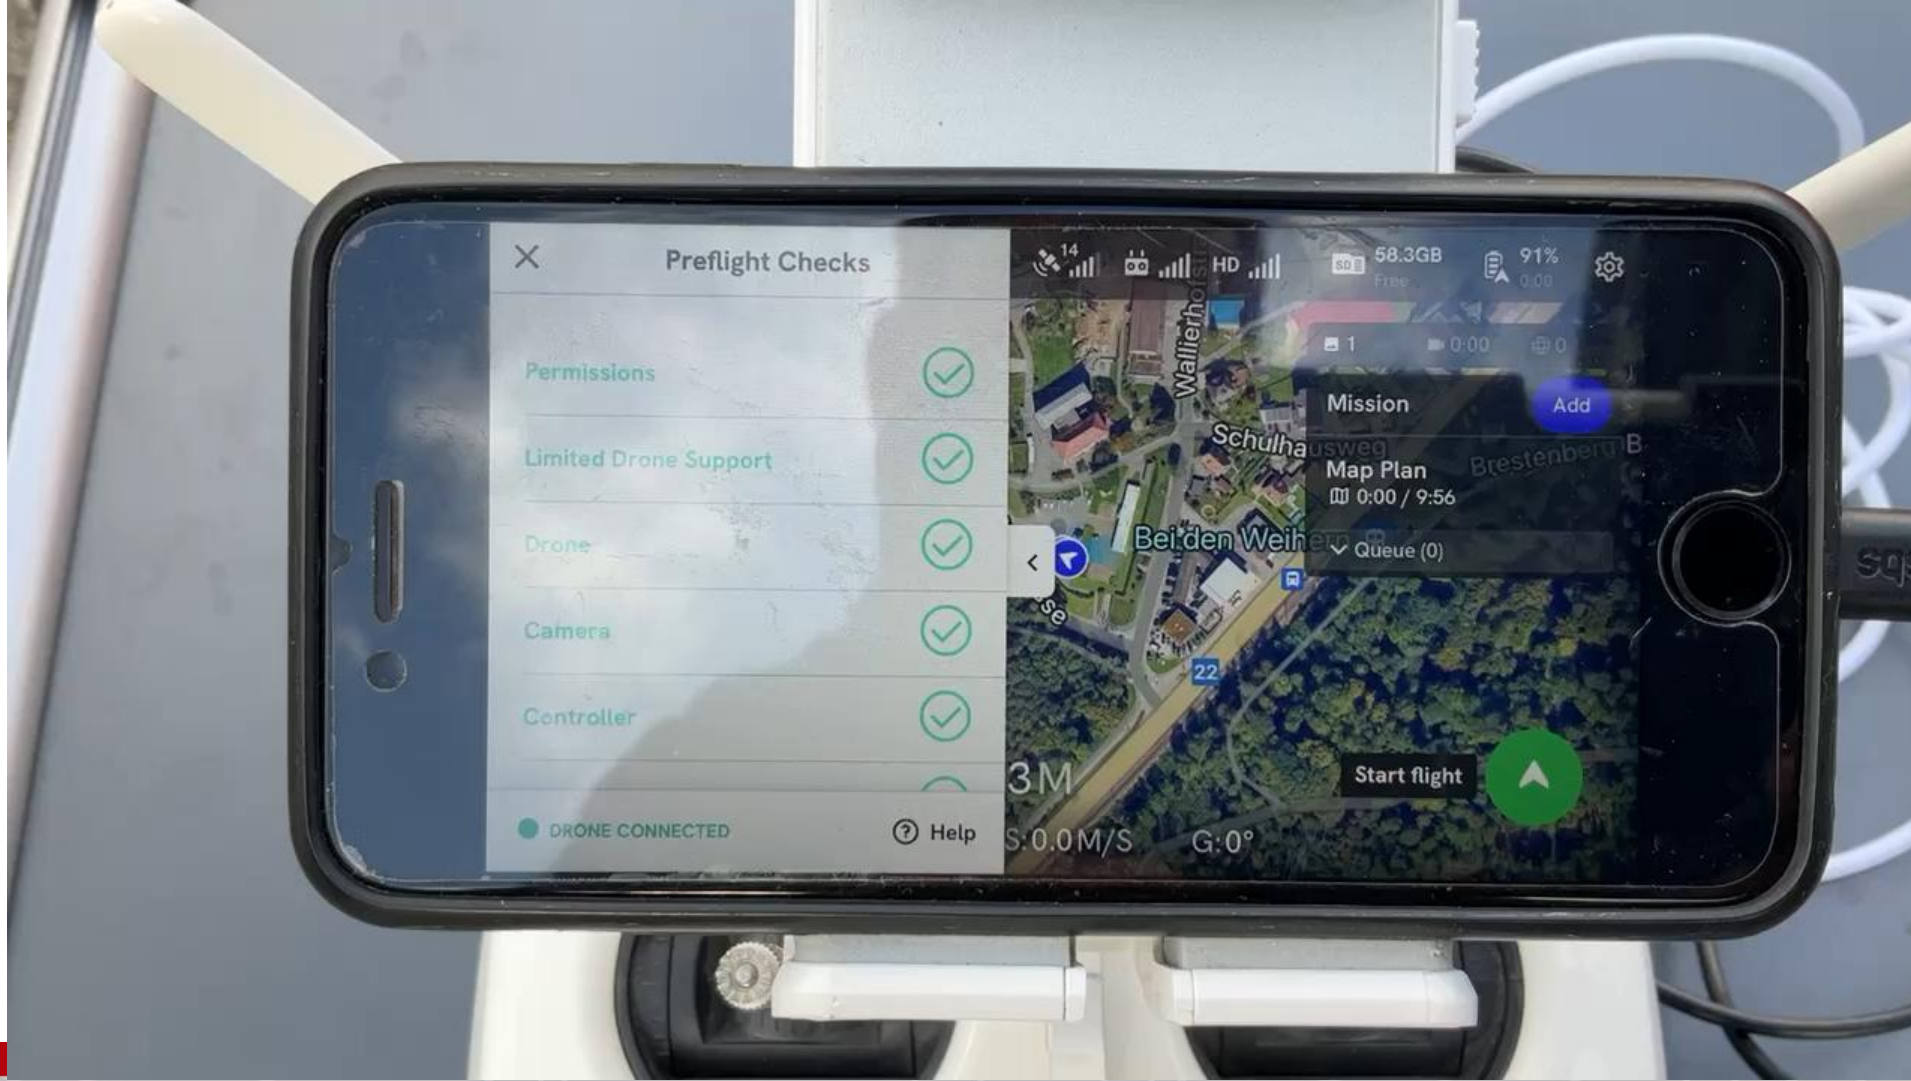 Preflight Checks
Permissions
Limited Drone Support
Drone
Camera
Controller
DRONE CONNECTED
Help
14
HD
SD
58.3GB
Free
91%
0:00
1
0:00
0
Mission
Add
Map Plan
0:00 / 9:56
Queue (0)
Schulhausweg
Brestenberg
B
Bei den Weihern
22
3M
S:0.0M/S
G:0°
Start flight